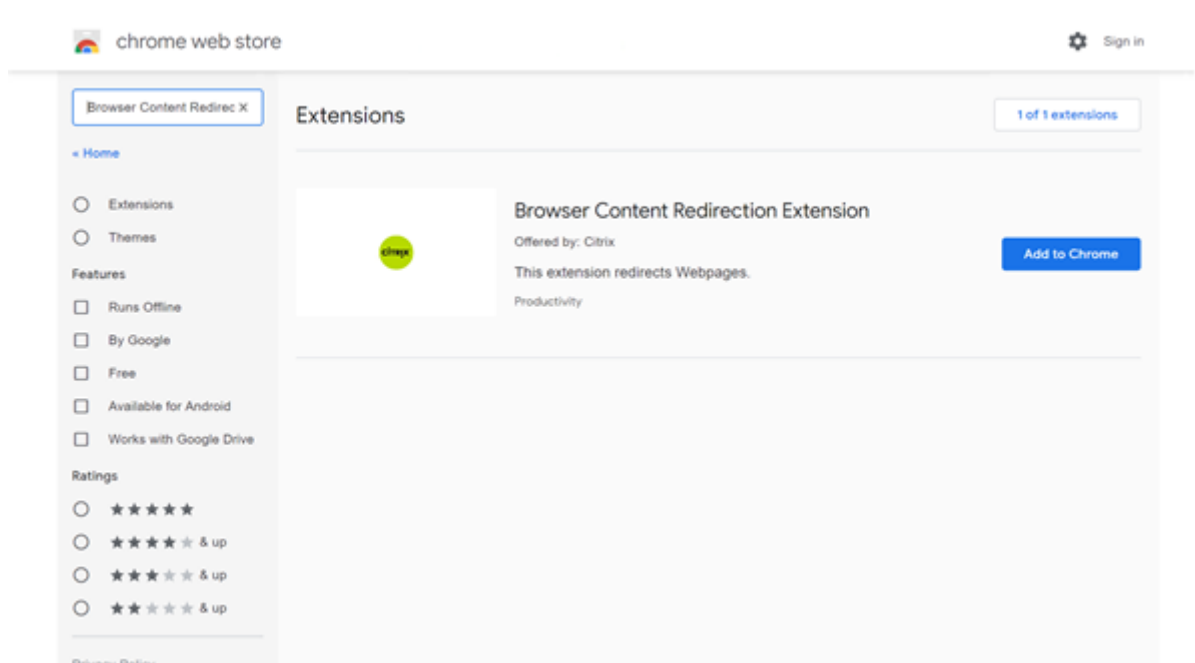 chrome web store
Sign in
Browser Content Redirec ×
« Home
Extensions
Themes
Features
Runs Offline
By Google
Free
Available for Android
Works with Google Drive
Ratings
& up
& up
& up
Privacy Policy
Extensions
1 of 1 extensions
citrix
Browser Content Redirection Extension
Offered by: Citrix
This extension redirects Webpages.
Productivity
Add to Chrome